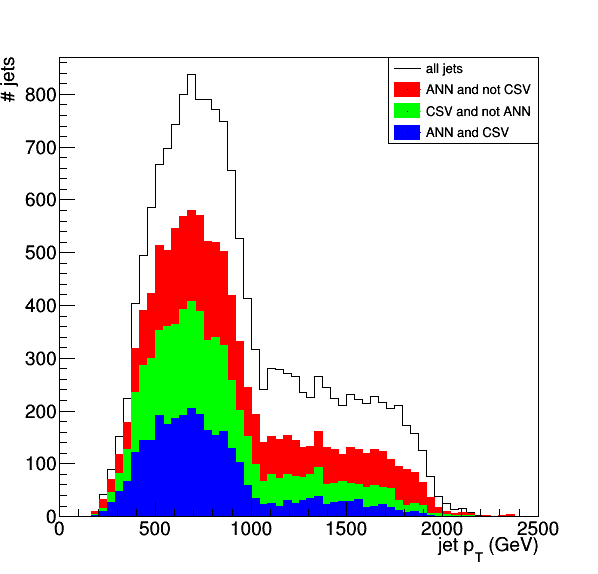 # jets
800
700
600
500
400
300
200
100
0
all jets
ANN and not CSV
CSV and not ANN
ANN and CSV
0 500 1000 1500 2000 2500
jet p_T (GeV)